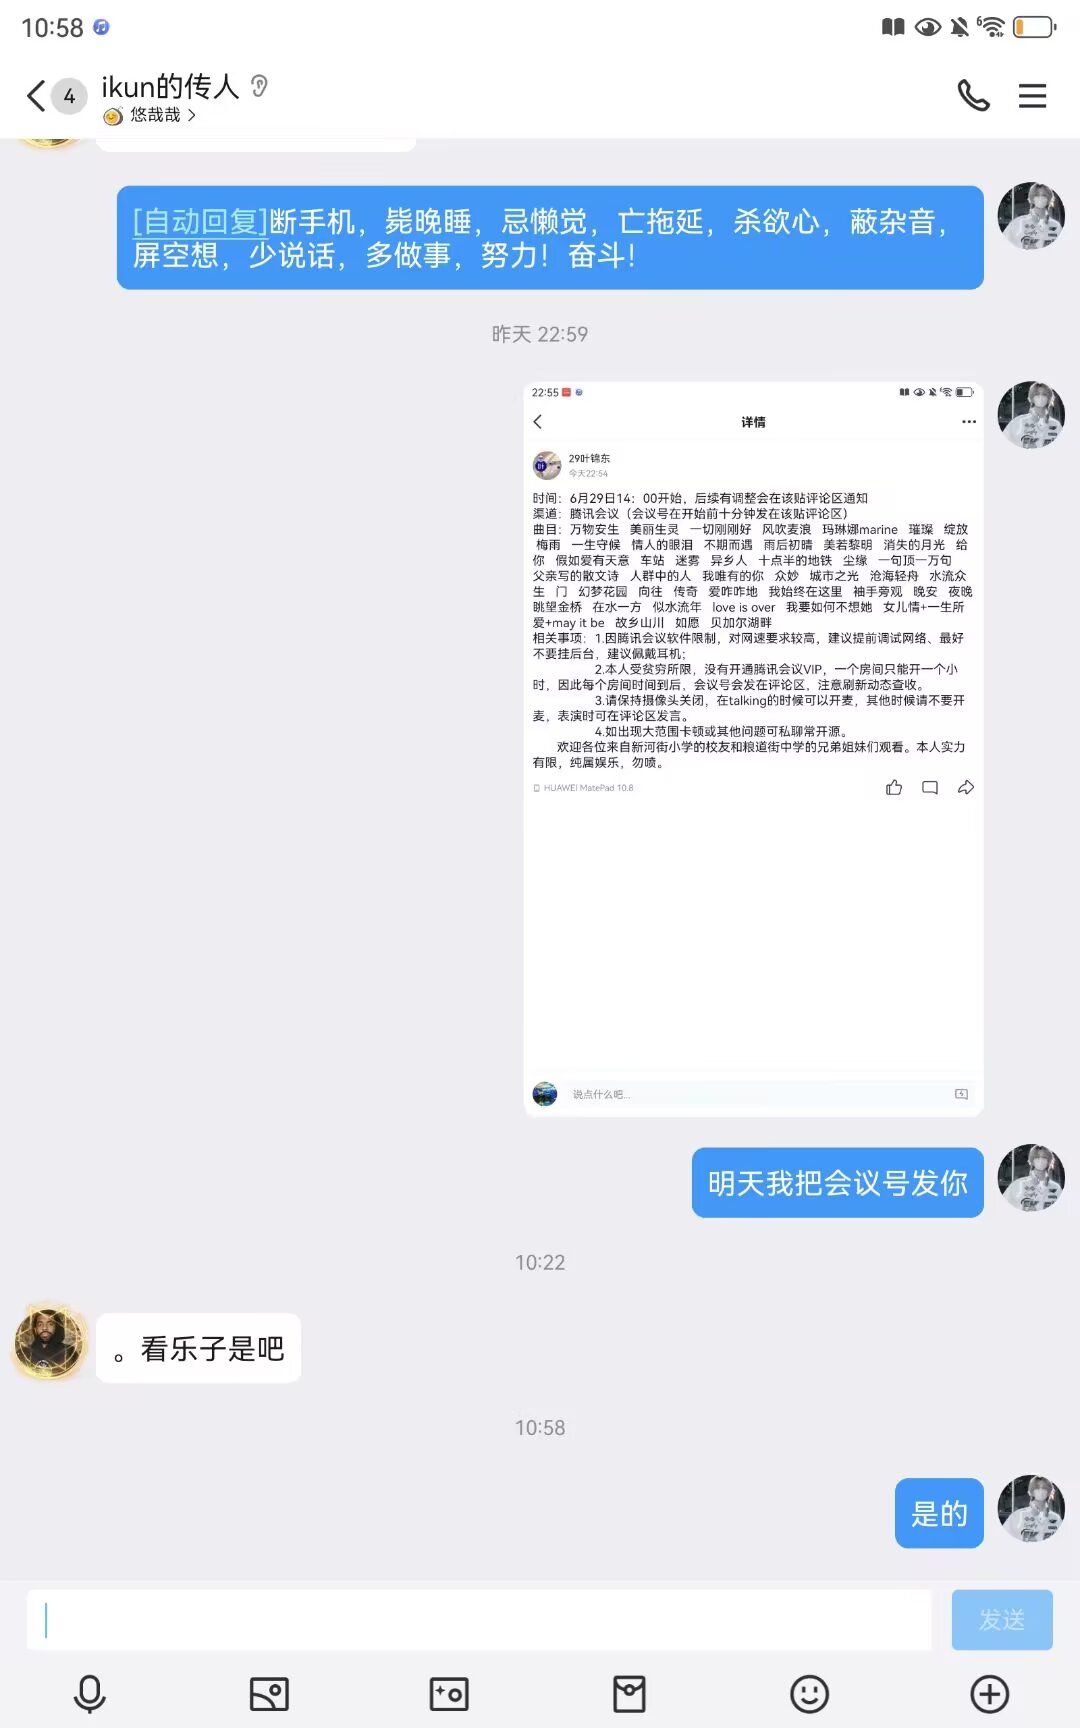 10:58
4
ikun的传人
悠哉哉
[自动回复]断手机，毙晚睡，忌懒觉，亡拖延，杀欲心，蔽杂音，
屏空想，少说话，多做事，努力！奋斗！
昨天 22:59
22:55
详情
29叶锦东
今天22:54
时间：6月29日14：00开始，后续有调整会在该贴评论区通知
渠道：腾讯会议（会议号在开始前十分钟发在该贴评论区）
曲目：万物安生 美丽生灵 一切刚刚好 风吹麦浪 玛琳娜marine 璀璨 绽放
梅雨 一生守候 情人的眼泪 不期而遇 雨后初晴 美若黎明 消失的月光 给
你 假如爱有天意 车站 迷雾 异乡人 十点半的地铁 尘缘 一句顶一万句
父亲写的散文诗 人群中的人 我唯有的你 众妙 城市之光 沧海轻舟 水流众
生 门 幻梦花园 向往 传奇 爱咋咋地 我始终在这里 袖手旁观 晚安 夜晚
眺望金桥 在水一方 似水流年 love is over 我要如何不想她 女儿情+一生所
爱+may it be 故乡山川 如愿 贝加尔湖畔
相关事项：1.因腾讯会议软件限制，对网速要求较高，建议提前调试网络、最好
不要挂后台，建议佩戴耳机；
2.本人受贫穷所限，没有开通腾讯会议VIP，一个房间只能开一个小
时，因此每个房间时间到后，会议号会发在评论区，注意刷新动态查收。
3.请保持摄像头关闭，在talking的时候可以开麦，其他时候请不要开
麦，表演时可在评论区发言。
4.如出现大范围卡顿或其他问题可私聊常开源。
欢迎各位来自新河街小学的校友和粮道街中学的兄弟姐妹们观看。本人实力
有限，纯属娱乐，勿喷。
HUAWEI MatePad 10.8
说点什么吧...
明天我把会议号发你
10:22
。看乐子是吧
10:58
是的
发送